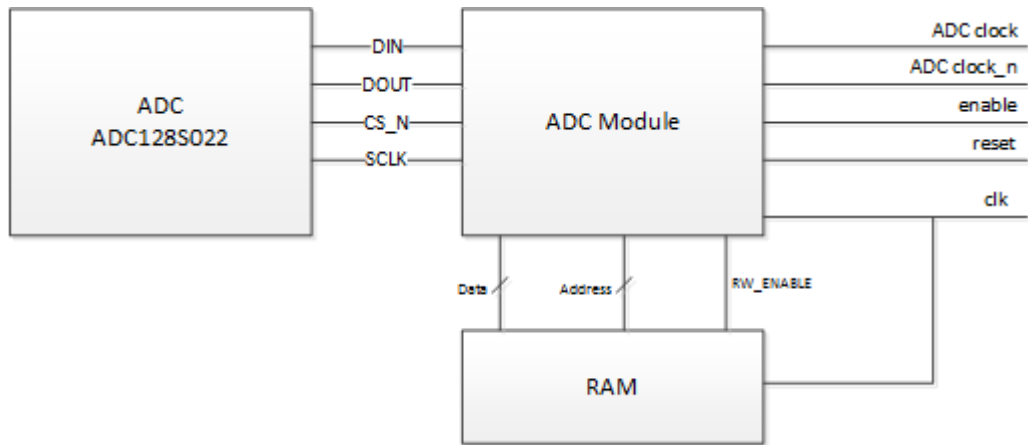 ADC
ADC128S022
DIN
DOUT
CS_N
SCLK
ADC Module
ADC clock
ADC clock_n
enable
reset
clk
Data
Address
RW_ENABLE
RAM